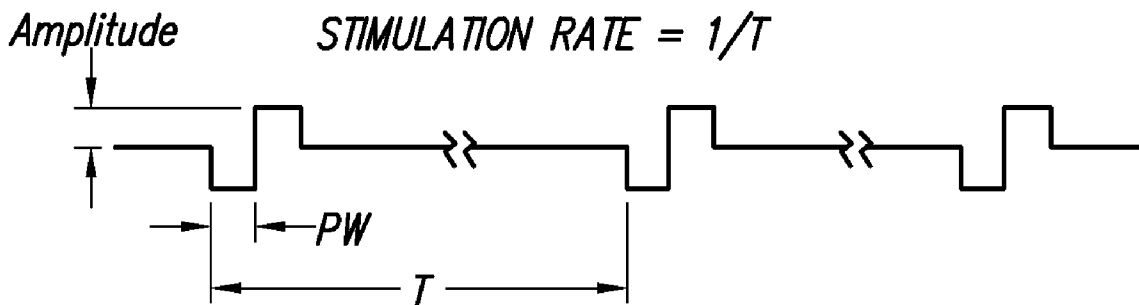 Amplitude
STIMULATION RATE = 1/T
PW
T